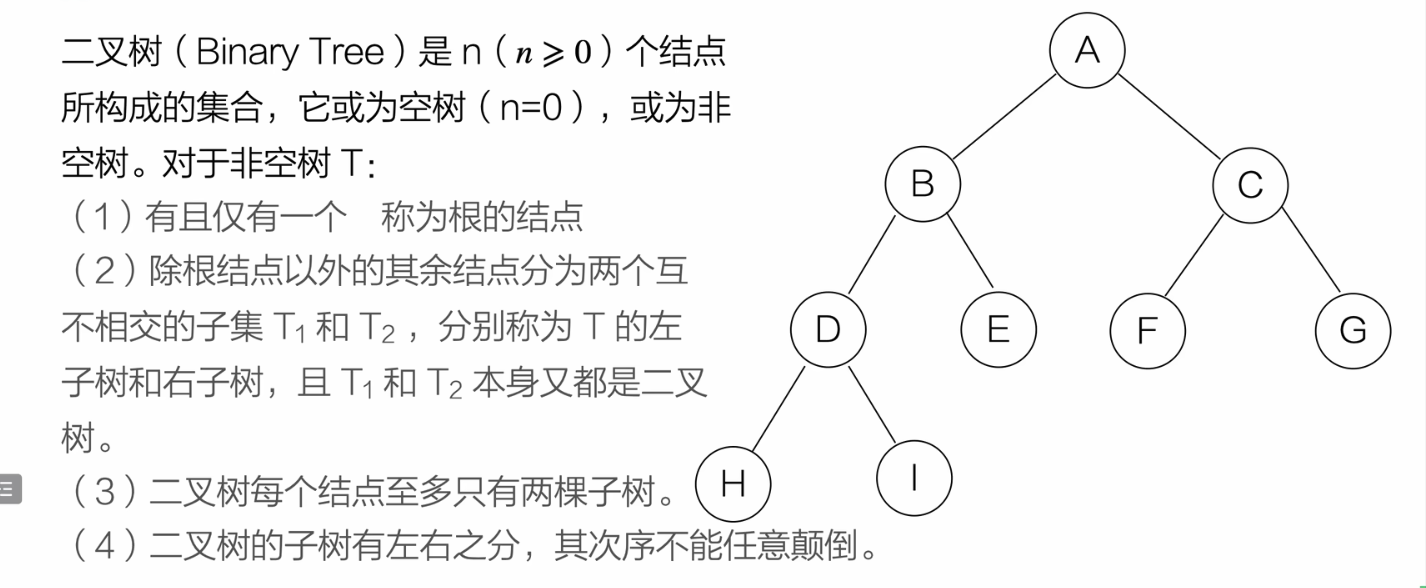 二叉树（Binary Tree）是 n（n ⩾ 0）个结点
所构成的集合，它或为空树（n=0），或为非
空树。对于非空树 T：
（1）有且仅有一个 称为根的结点
（2）除根结点以外的其余结点分为两个互
不相交的子集 T₁ 和 T₂ ，分别称为 T 的左
子树和右子树，且 T₁ 和 T₂ 本身又都是二叉
树。
（3）二叉树每个结点至多只有两棵子树。
（4）二叉树的子树有左右之分，其次序不能任意颠倒。
A
B C
D E F G
H I